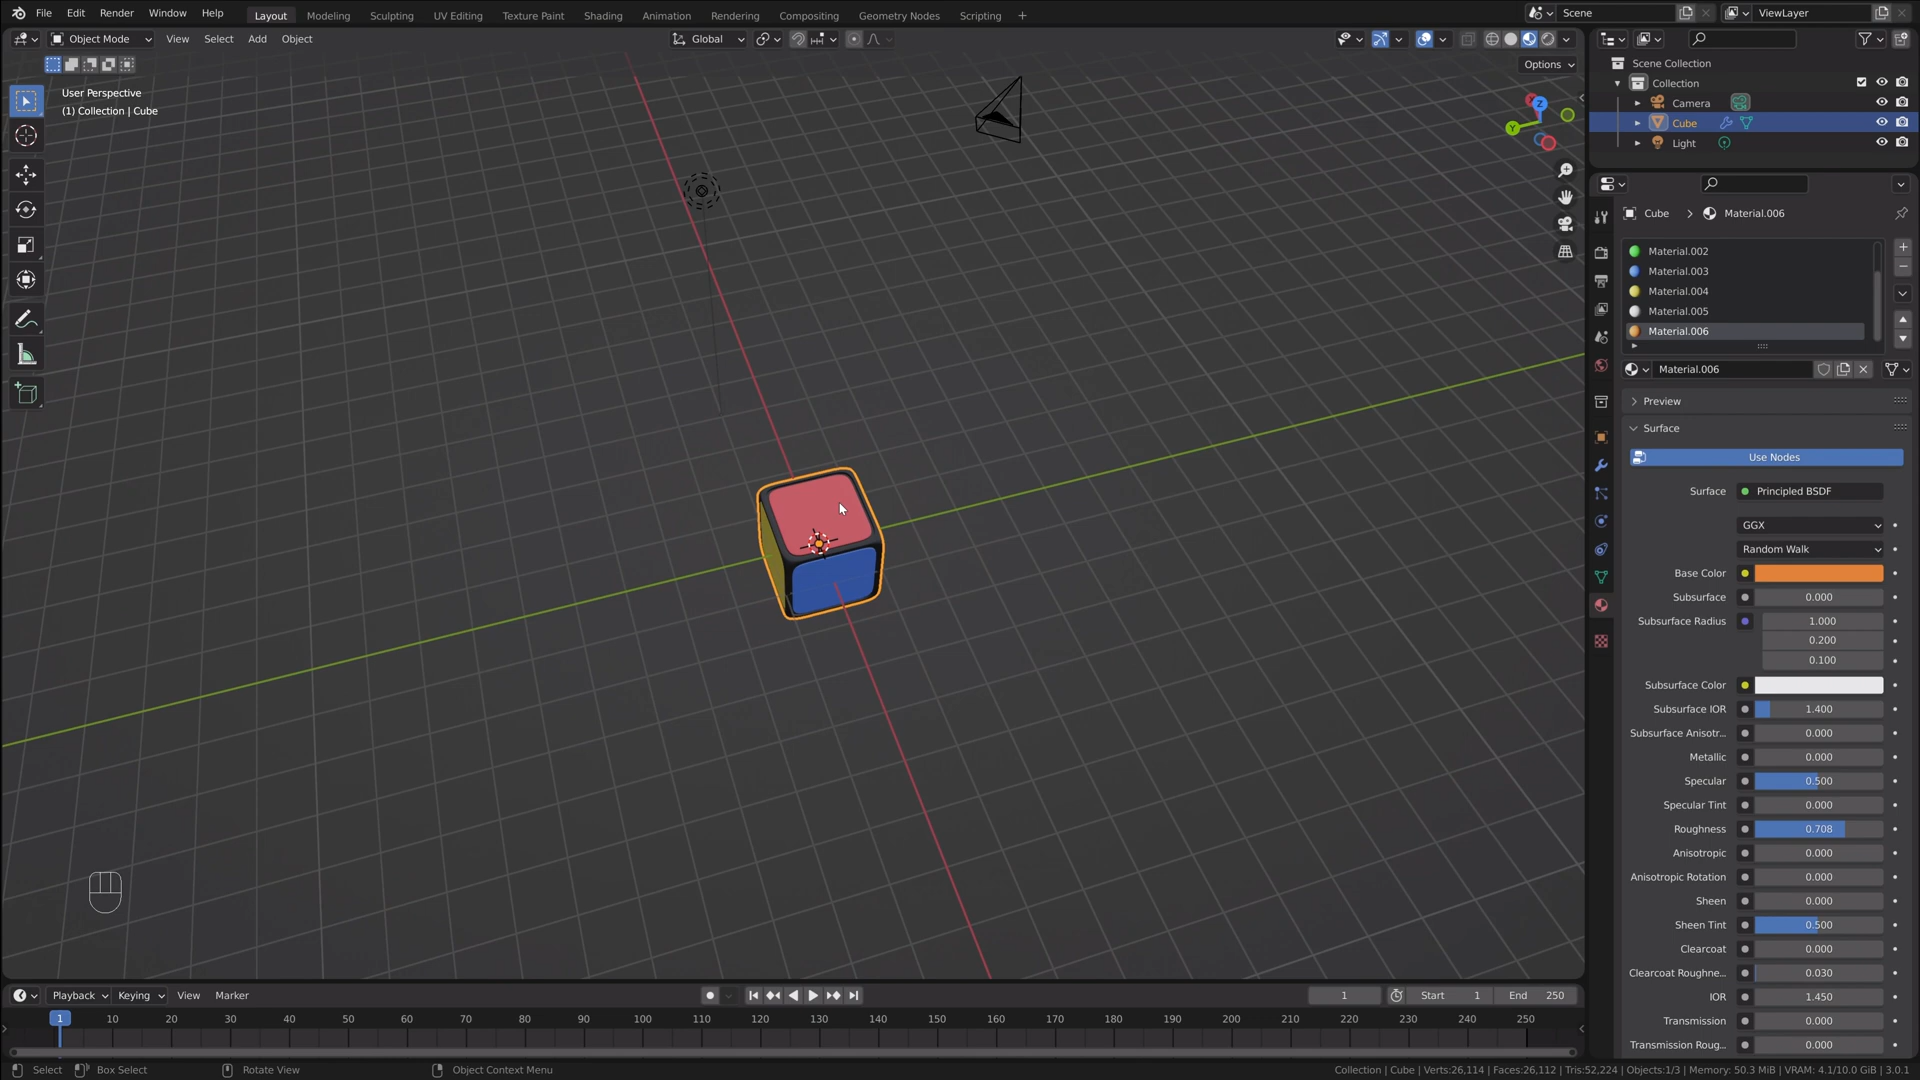 File Edit Render Window Help Layout Modeling Sculpting UV Editing Texture Paint Shading Animation Rendering Compositing Geometry Nodes Scripting + Scene ViewLayer
Object Mode View Select Add Object Global
Options
User Perspective
(1) Collection | Cube
X
Y
Z
Scene Collection
Collection
Camera
Cube
Light
Cube > Material.006
Material.002
Material.003
Material.004
Material.005
Material.006
Material.006
Preview
Surface
Use Nodes
Surface Principled BSDF
GGX
Random Walk
Base Color
Subsurface 0.000
Subsurface Radius 1.000
0.200
0.100
Subsurface Color
Subsurface IOR 1.400
Subsurface Anisotr... 0.000
Metallic 0.000
Specular 0.500
Specular Tint 0.000
Roughness 0.708
Anisotropic 0.000
Anisotropic Rotation 0.000
Sheen 0.000
Sheen Tint 0.500
Clearcoat 0.000
Clearcoat Roughne... 0.030
IOR 1.450
Transmission 0.000
Transmission Roug... 0.000
Playback Keying View Marker 1 Start 1 End 250
1 10 20 30 40 50 60 70 80 90 100 110 120 130 140 150 160 170 180 190 200 210 220 230 240 250
Select Box Select Rotate View Object Context Menu Collection | Cube | Verts:26,114 | Faces:26,112 | Tris:52,224 | Objects:1/3 | Memory: 50.3 MiB | VRAM: 4.1/10.0 GiB | 3.0.1